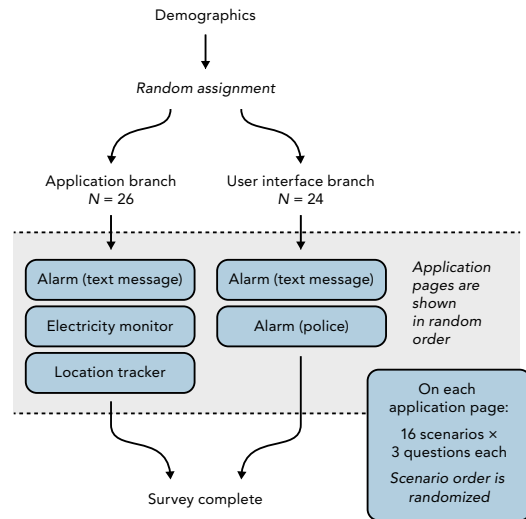 Demographics
Random assignment
Application branch
N = 26
User interface branch
N = 24
Alarm (text message)
Electricity monitor
Location tracker
Alarm (text message)
Alarm (police)
Application
pages are
shown
in random
order
On each
application page:
16 scenarios ×
3 questions each
Scenario order is
randomized
Survey complete